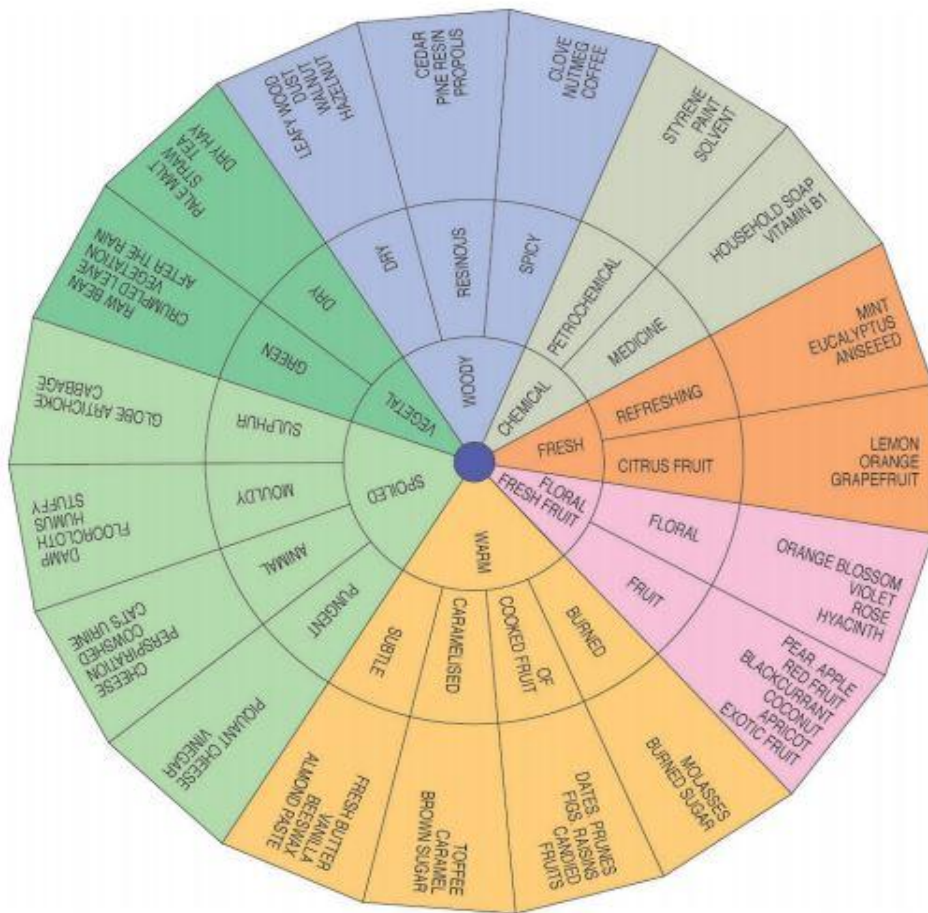 WOODY
DRY
LEAFY WOOD
DUST
WALNUT
HAZELNUT
RESINOUS
CEDAR
PINE RESIN
PROPOLIS
SPICY
CLOVE
NUTMEG
COFFEE
CHEMICAL
PETROCHEMICAL
STYRENE
PAINT
SOLVENT
MEDICINE
HOUSEHOLD SOAP
VITAMIN B1
FRESH
REFRESHING
MINT
EUCALYPTUS
ANISEEED
CITRUS FRUIT
LEMON
ORANGE
GRAPEFRUIT
FLORAL
FRESH FRUIT
FLORAL
ORANGE BLOSSOM
VIOLET
ROSE
HYACINTH
FRUIT
PEAR APPLE
RED FRUIT
BLACKCURRANT
COCONUT
APRICOT
EXOTIC FRUIT
WARM
BURNED
MOLASSES
BURNED SUGAR
OF
COOKED FRUIT
DATES PRUNES
FIGS. RAISINS
CANDIED
FRUITS
CARAMELISED
TOFFEE
CARAMEL
BROWN SUGAR
SUBTLE
FRESH BUTTER
VANILLA
BEESWAX
ALMOND PASTE
SPOILED
PUNGENT
PIQUANT CHEESE
VINEGAR
ANIMAL
CHEESE
PERSPIRATION
COWSHED
CAT'S URINE
MOULDY
DAMP
FLOORCLOTH
HUMUS
STUFFY
SULPHUR
GLOBE ARTICHOKE
CABBAGE
VEGETAL
GREEN
RAW BEAN
CRUMPLED LEAVE
VEGETATION
AFTER THE RAIN
DRY
PALE MALT
STRAW
TEA
DRY HAY